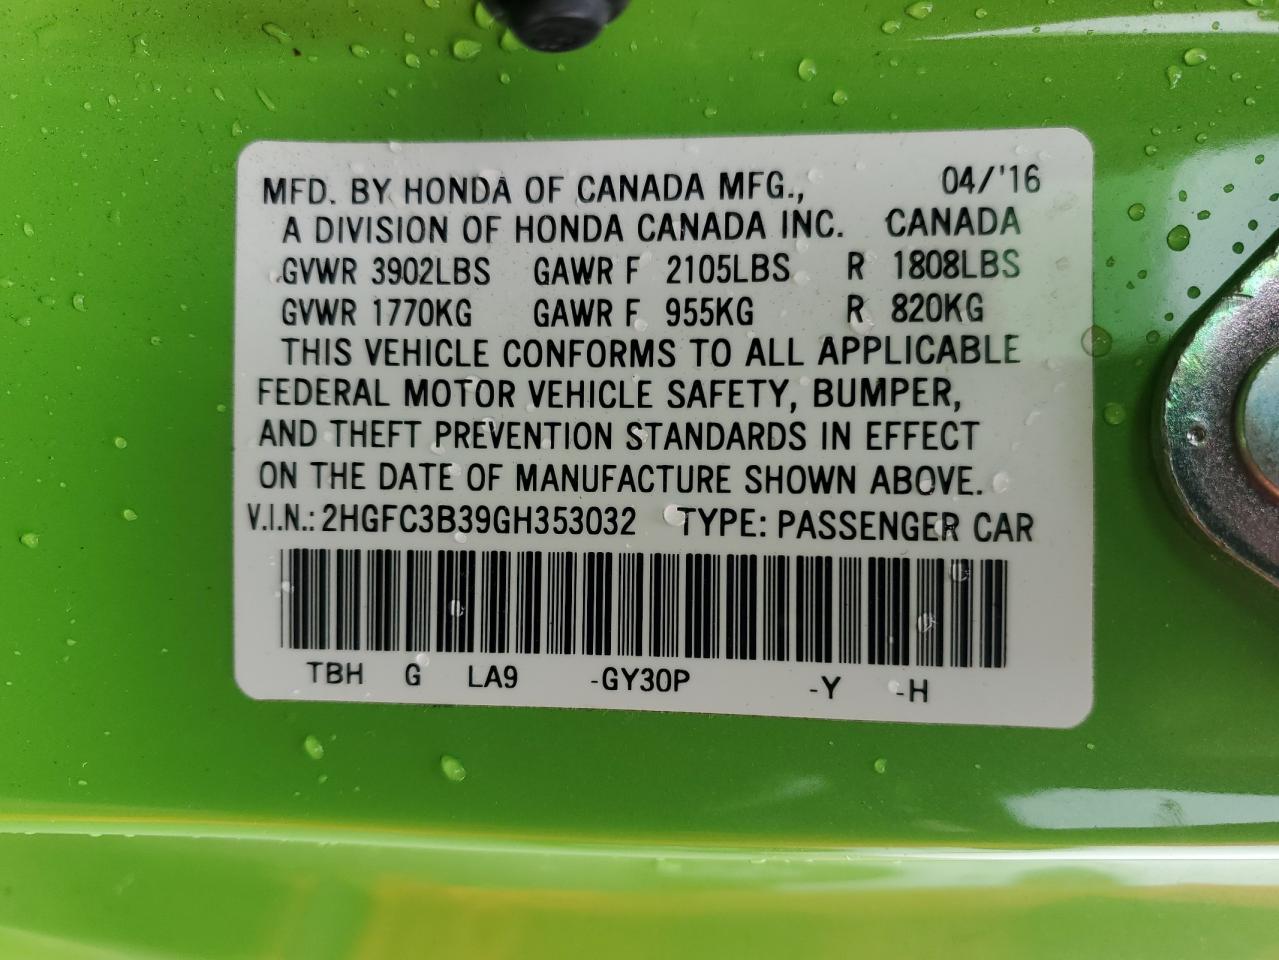 MFD. BY HONDA OF CANADA MFG., 04/'16
A DIVISION OF HONDA CANADA INC. CANADA
GVWR 3902LBS GAWR F 2105LBS R 1808LBS
GVWR 1770KG GAWR F 955KG R 820KG
THIS VEHICLE CONFORMS TO ALL APPLICABLE
FEDERAL MOTOR VEHICLE SAFETY, BUMPER,
AND THEFT PREVENTION STANDARDS IN EFFECT
ON THE DATE OF MANUFACTURE SHOWN ABOVE.
V.I.N.: 2HGFC3B39GH353032 TYPE: PASSENGER CAR
TBH G LA9 -GY30P -Y -H